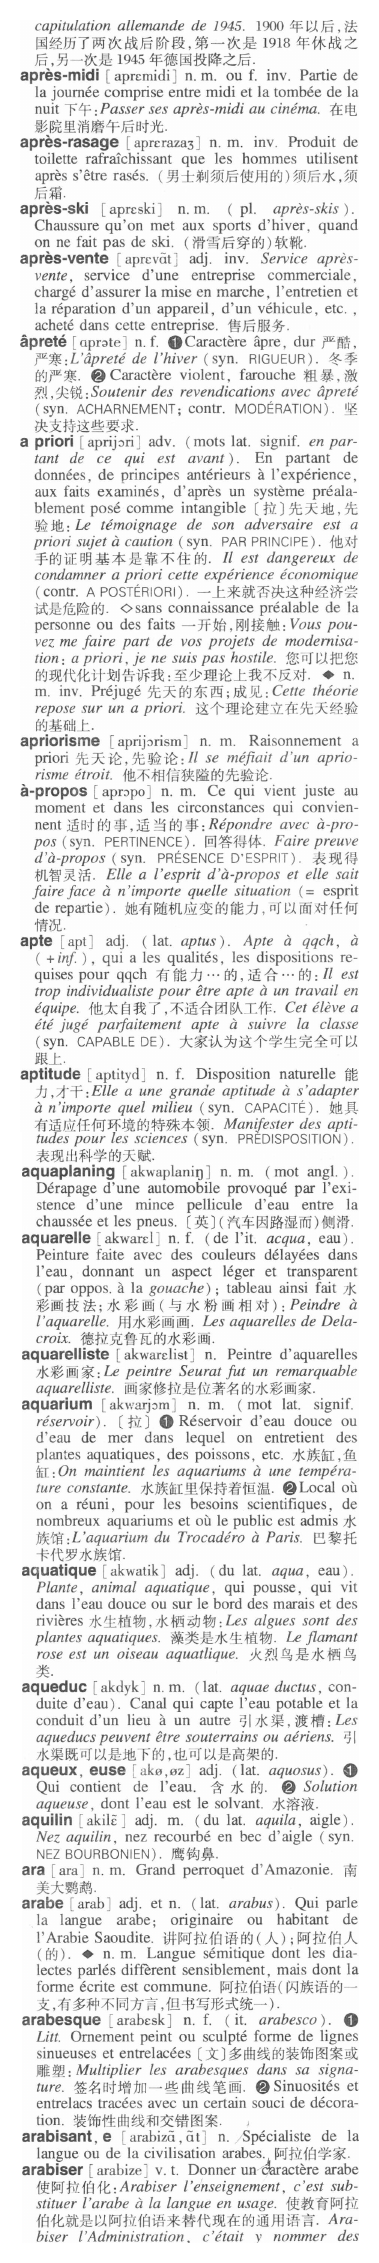 capitulation allemande de 1945. 1900 年以后,法
国经历了两次战后阶段,第一次是 1918 年休战之
后,另一次是 1945 年德国投降之后.
après-midi [aprɛmidi] n. m. ou f. inv. Partie de
la journée comprise entre midi et la tombée de la
nuit 下午:Passer ses après-midi au cinéma. 在电
影院里消磨午后时光.
après-rasage [aprɛrazaʒ] n. m. inv. Produit de
toilette rafraîchissant que les hommes utilisent
après s'être rasés. (男士剃须后使用的)须后水,须
后霜.
après-ski [aprɛski] n.m. ( pl. après-skis ).
Chaussure qu'on met aux sports d'hiver, quand
on ne fait pas de ski. (滑雪后穿的)软靴.
après-vente [aprɛvɑ̃t] adj. inv. Service après-
vente, service d'une entreprise commerciale,
chargé d'assurer la mise en marche, l'entretien et
la réparation d'un appareil, d'un véhicule, etc. ,
acheté dans cette entreprise. 售后服务.
âpreté [ɑprəte] n. f. ❶Caractère âpre, dur 严酷,
严寒:L'âpreté de l'hiver (syn. RIGUEUR). 冬季
的严寒. ❷Caractère violent, farouche 粗暴,激
烈,尖锐:Soutenir des revendications avec âpreté
(syn. ACHARNEMENT; contr. MODÉRATION). 坚
决支持这些要求.
a priori [aprijɔri] adv. (mots lat. signif. en par-
tant de ce qui est avant). En partant de
données, de principes antérieurs à l'expérience,
aux faits examinés, d'après un système préala-
blement posé comme intangible [拉]先天地,先
验地: Le témoignage de son adversaire est a
priori sujet à caution (syn. PAR PRINCIPE). 他对
手的证明基本是靠不住的. Il est dangereux de
condamner a priori cette expérience économique
(contr. A POSTÉRIORI). 一上来就否决这种经济尝
试是危险的. ◇sans connaissance préalable de la
personne ou des faits 一开始,刚接触:Vous pou-
vez me faire part de vos projets de modernisa-
tion: a priori, je ne suis pas hostile. 您可以把您
的现代化计划告诉我:至少理论上我不反对. ◆ n.
m. inv. Préjugé 先天的东西;成见:Cette théorie
repose sur un a priori. 这个理论建立在先天经验
的基础上.
apriorisme [aprijɔrism] n. m. Raisonnement a
priori 先天论,先验论:Il se méfiait d'un aprio-
risme étroit. 他不相信狭隘的先验论.
à-propos [aprɔpo] n. m. Ce qui vient juste au
moment et dans les circonstances qui convien-
nent 适时的事,适当的事:Répondre avec à-pro-
pos (syn. PERTINENCE). 回答得体. Faire preuve
d'à-propos (syn. PRÉSENCE D'ESPRIT). 表现得
机智灵活. Elle a l'esprit d'à-propos et elle sait
faire face à n'importe quelle situation (= esprit
de repartie). 她有随机应变的能力,可以面对任何
情况.
apte [apt] adj. (lat. aptus). Apte à qqch, à
( +inf. ), qui a les qualités, les dispositions re-
quises pour qqch 有能力…的,适合…的: Il est
trop individualiste pour être apte à un travail en
équipe. 他太自我了,不适合团队工作. Cet élève a
été jugé parfaitement apte à suivre la classe
(syn. CAPABLE DE). 大家认为这个学生完全可以
跟上.
aptitude [aptityd] n. f. Disposition naturelle 能
力,才干:Elle a une grande aptitude à s'adapter
à n'importe quel milieu (syn. CAPACITÉ). 她具
有适应任何环境的特殊本领. Manifester des apti-
tudes pour les sciences (syn. PRÉDISPOSITION).
表现出科学的天赋.
aquaplaning [akwaplaniŋ] n. m. (mot angl. ).
Dérapage d'une automobile provoqué par l'exi-
stence d'une mince pellicule d'eau entre la
chaussée et les pneus. [英](汽车因路湿而)侧滑.
aquarelle [akwarɛl] n. f. (de l'it. acqua, eau).
Peinture faite avec des couleurs délayées dans
l'eau, donnant un aspect léger et transparent
(par oppos. à la gouache); tableau ainsi fait 水
彩画技法;水彩画(与水粉画相对): Peindre à
l'aquarelle. 用水彩画画. Les aquarelles de Dela-
croix. 德拉克鲁瓦的水彩画.
aquarelliste [akwarɛlist] n. Peintre d'aquarelles
水彩画家:Le peintre Seurat fut un remarquable
aquarelliste. 画家修拉是位著名的水彩画家.
aquarium [akwarjɔm] n. m. (mot lat. signif.
réservoir). [拉] ❶ Réservoir d'eau douce ou
d'eau de mer dans lequel on entretient des
plantes aquatiques, des poissons, etc. 水族缸,鱼
缸:On maintient les aquariums à une tempéra-
ture constante. 水族缸里保持着恒温. ❷Local où
on a réuni, pour les besoins scientifiques, de
nombreux aquariums et où le public est admis 水
族馆:L'aquarium du Trocadéro à Paris. 巴黎托
卡代罗水族馆.
aquatique [akwatik] adj. (du lat. aqua, eau).
Plante, animal aquatique, qui pousse, qui vit
dans l'eau douce ou sur le bord des marais et des
rivières 水生植物,水栖动物:Les algues sont des
plantes aquatiques. 藻类是水生植物. Le flamant
rose est un oiseau aquatlique. 火烈鸟是水栖鸟
类.
aqueduc [akdyk] n. m. (lat. aquae ductus, con-
duite d'eau). Canal qui capte l'eau potable et la
conduit d'un lieu à un autre 引水渠,渡槽:Les
aqueducs peuvent être souterrains ou aériens. 引
水渠既可以是地下的,也可以是高架的.
aqueux, euse [akø,øz] adj. (lat. aquosus). ❶
Qui contient de l'eau. 含水的. ❷ Solution
aqueuse, dont l'eau est le solvant. 水溶液.
aquilin [akilɛ̃] adj. m. (du lat. aquila, aigle).
Nez aquilin, nez recourbé en bec d'aigle (syn.
NEZ BOURBONIEN). 鹰钩鼻.
ara [ara] n. m. Grand perroquet d'Amazonie. 南
美大鹦鹉.
arabe [arab] adj. et n. (lat. arabus). Qui parle
la langue arabe; originaire ou habitant de
l'Arabie Saoudite. 讲阿拉伯语的(人);阿拉伯人
(的). ◆ n. m. Langue sémitique dont les dia-
lectes parlés diffèrent sensiblement, mais dont la
forme écrite est commune. 阿拉伯语(闪族语的一
支,有多种不同方言,但书写形式统一).
arabesque [arabɛsk] n. f. (it. arabesco). ❶
Litt. Ornement peint ou sculpté forme de lignes
sinueuses et entrelacées [文]多曲线的装饰图案或
雕塑:Multiplier les arabesques dans sa signa-
ture. 签名时增加一些曲线笔画. ❷Sinuosités et
entrelacs tracées avec un certain souci de décora-
tion. 装饰性曲线和交错图案.
arabisant, e [arabizɑ̃, ɑ̃t] n. Spécialiste de la
langue ou de la civilisation arabes. 阿拉伯学家.
arabiser [arabize] v. t. Donner un caractère arabe
使阿拉伯化:Arabiser l'enseignement, c'est sub-
stituer l'arabe à la langue en usage. 使教育阿拉
伯化就是以阿拉伯语来替代现在的通用语言. Ara-
biser l'Administration, c'était y nommer des